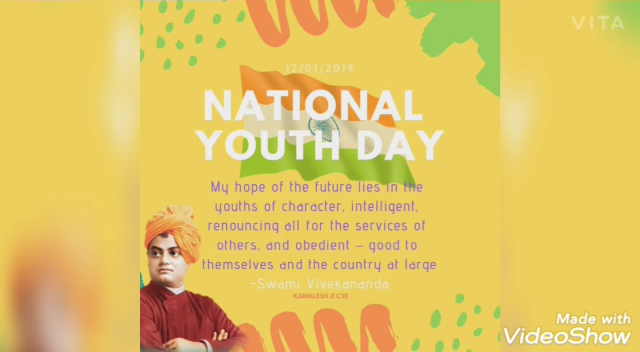 VITA
12/01/2019
NATIONAL
YOUTH DAY
My hope of the future lies in the
youths of character, intelligent,
renouncing all for the services of
others, and obedient – good to
themselves and the country at large
-Swami Vivekananda
KAMALESH II CSE
Made with
VideoShow